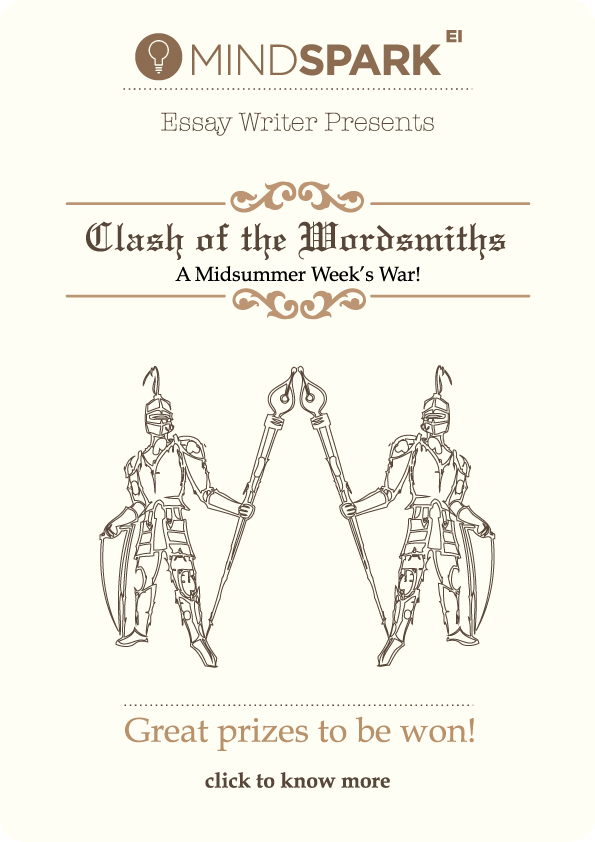 MINDSPARK EI
Essay Writer Presents
Clash of the Wordsmiths
A Midsummer Week's War!
Great prizes to be won!
click to know more